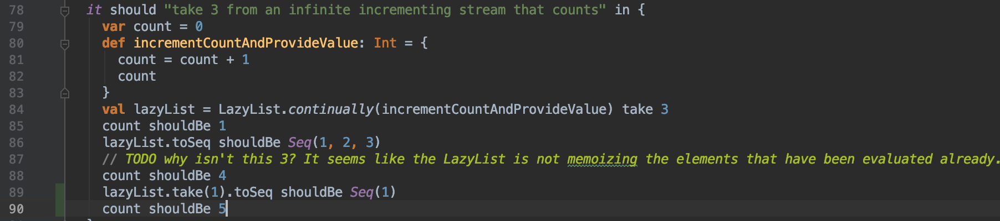 78 it should "take 3 from an infinite incrementing stream that counts" in {
79 var count = 0
80 def incrementCountAndProvideValue: Int = {
81 count = count + 1
82 count
83 }
84 val lazyList = LazyList.continually(incrementCountAndProvideValue) take 3
85 count shouldBe 1
86 lazyList.toSeq shouldBe Seq(1, 2, 3)
87 // TODO why isn't this 3? It seems like the LazyList is not memoizing the elements that have been evaluated already.
88 count shouldBe 4
89 lazyList.take(1).toSeq shouldBe Seq(1)
90 count shouldBe 5